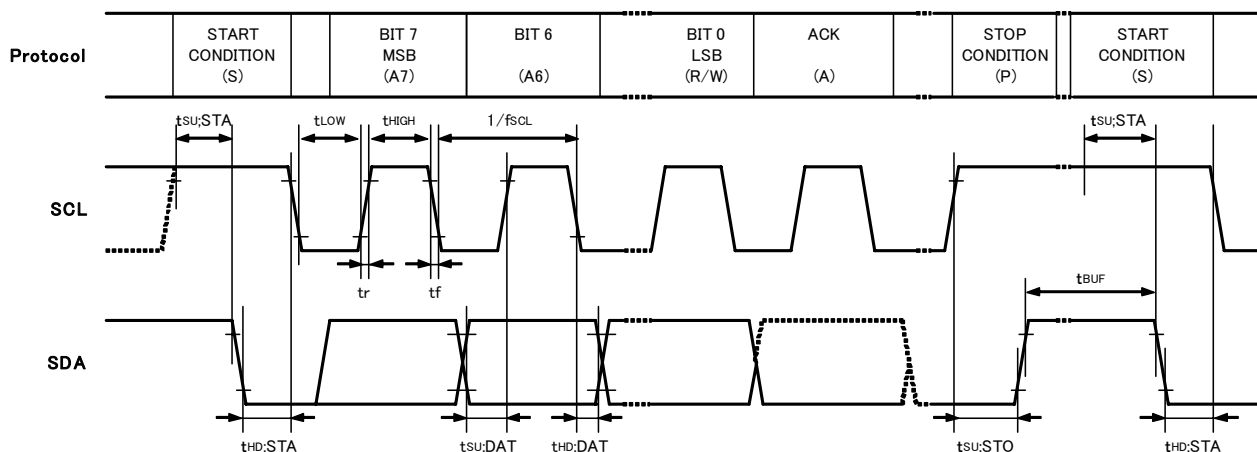 Protocol
START
CONDITION
(S)
BIT 7
MSB
(A7)
BIT 6
(A6)
BIT 0
LSB
(R/W)
ACK
(A)
STOP
CONDITION
(P)
START
CONDITION
(S)
tSU;STA
tLOW
tHIGH
1/fSCL
tSU;STA
SCL
tr
tf
tBUF
SDA
tHD;STA
tSU;DAT
tHD;DAT
tSU;STO
tHD;STA